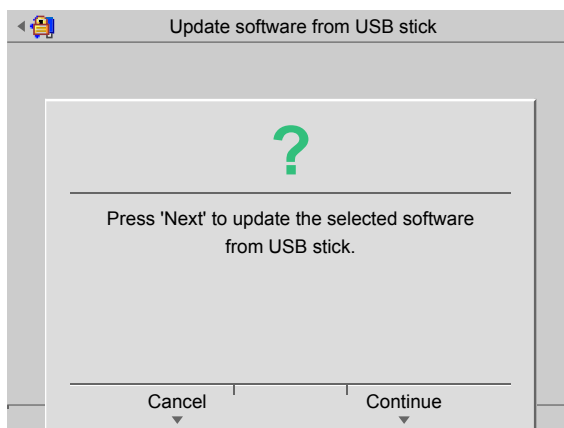 Update software from USB stick
?
Press 'Next' to update the selected software
from USB stick.
Cancel Continue